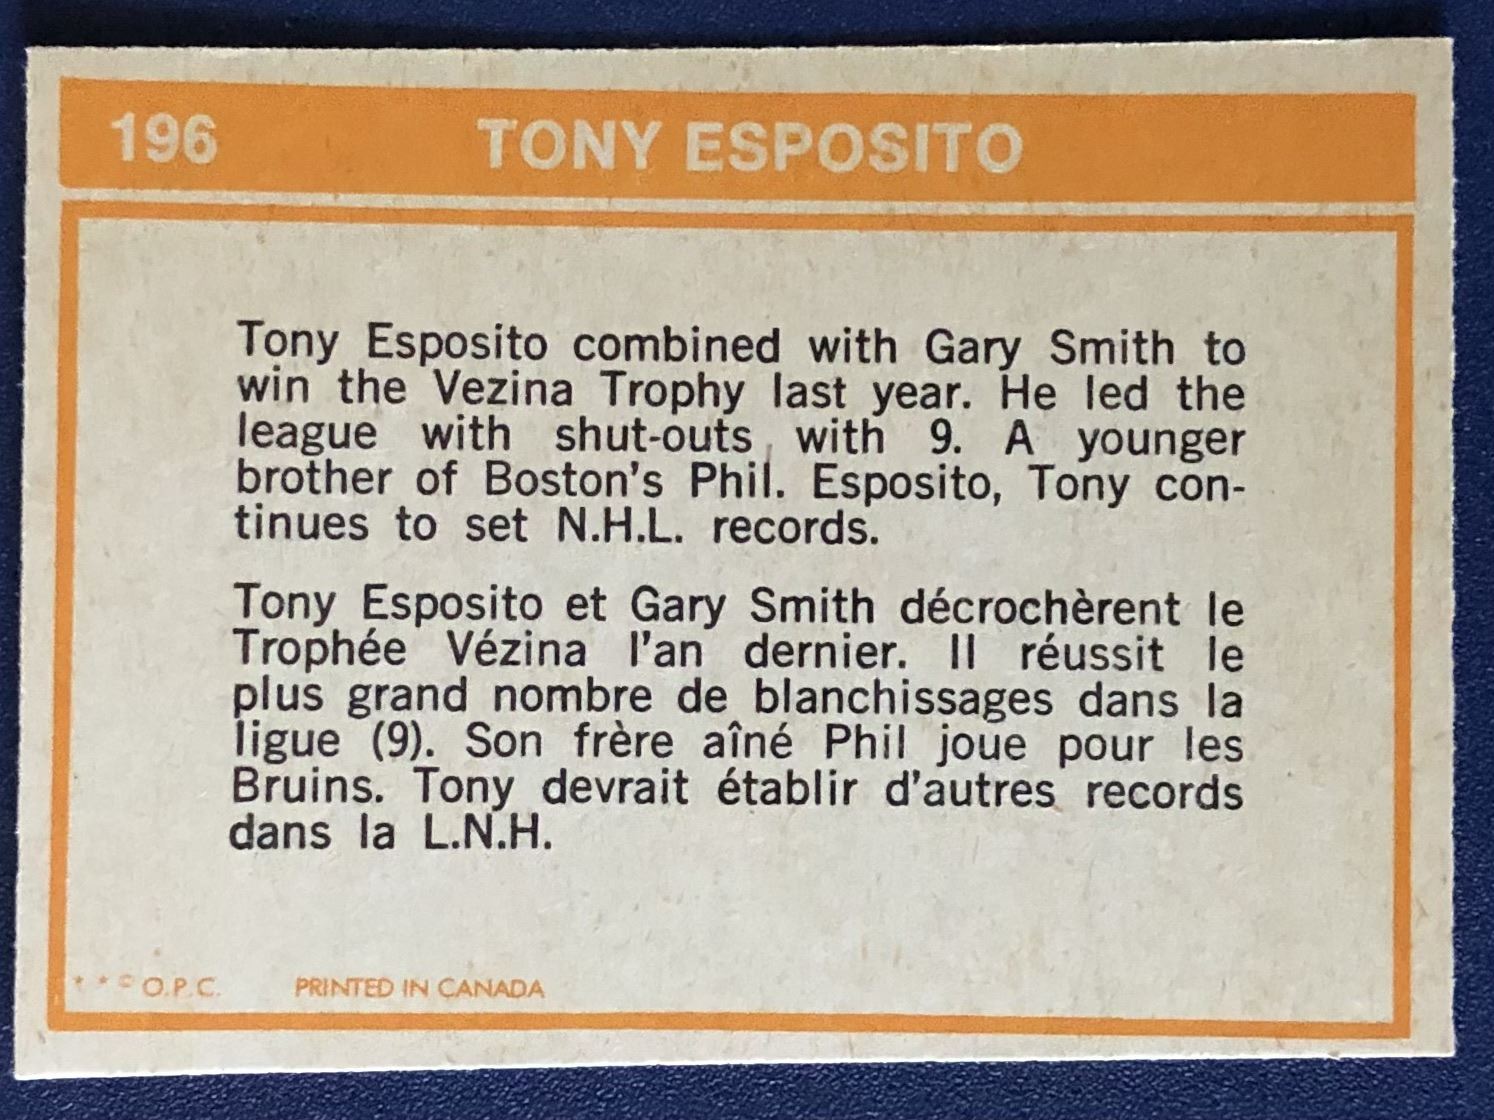 196 TONY ESPOSITO
Tony Esposito combined with Gary Smith to
win the Vezina Trophy last year. He led the
league with shut-outs with 9. A younger
brother of Boston's Phil. Esposito, Tony con-
tinues to set N.H.L. records.
Tony Esposito et Gary Smith décrochèrent le
Trophée Vézina l'an dernier. Il réussit le
plus grand nombre de blanchissages dans la
ligue (9). Son frère aîné Phil joue pour les
Bruins. Tony devrait établir d'autres records
dans la L.N.H.
* * © O.P.C. PRINTED IN CANADA